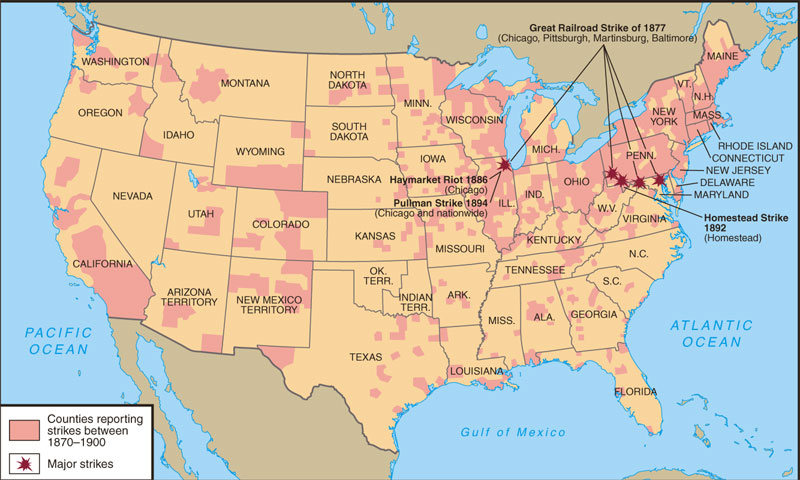 Great Railroad Strike of 1877
(Chicago, Pittsburgh, Martinsburg, Baltimore)
WASHINGTON
MONTANA
NORTH
DAKOTA
MINN.
MAINE
VT.
N.H.
OREGON
IDAHO
SOUTH
DAKOTA
WISCONSIN
MICH.
NEW
YORK
MASS.
WYOMING
IOWA
PENN.
RHODE ISLAND
CONNECTICUT
NEW JERSEY
DELAWARE
MARYLAND
NEBRASKA
Haymarket Riot 1886
(Chicago)
Pullman Strike 1894
(Chicago and nationwide)
ILL.
IND.
OHIO
W.V.
VIRGINIA
Homestead Strike
1892
(Homestead)
NEVADA
UTAH
COLORADO
KANSAS
MISSOURI
KENTUCKY
CALIFORNIA
ARIZONA
TERRITORY
NEW MEXICO
TERRITORY
OK.
TERR.
INDIAN
TERR.
ARK.
TENNESSEE
N.C.
S.C.
MISS.
ALA.
GEORGIA
TEXAS
LOUISIANA
FLORIDA
PACIFIC
OCEAN
ATLANTIC
OCEAN
Gulf of Mexico
Counties reporting
strikes between
1870–1900
Major strikes